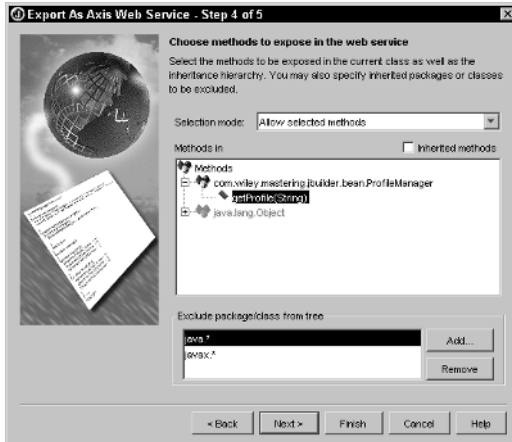 Export As Axis Web Service - Step 4 of 5
Choose methods to expose in the web service
Select the methods to be exposed in the current class as well as the
inheritance hierarchy. You may also specify inherited packages or classes
to be excluded.
Selection mode: Allow selected methods
Methods in Inherited methods
Methods
com.wiley.mastering.jbuilder.bean.ProfileManager
getProfile(String)
java.lang.Object
Exclude package/class from tree
java.*
javax.*
Add...
Remove
< Back Next > Finish Cancel Help